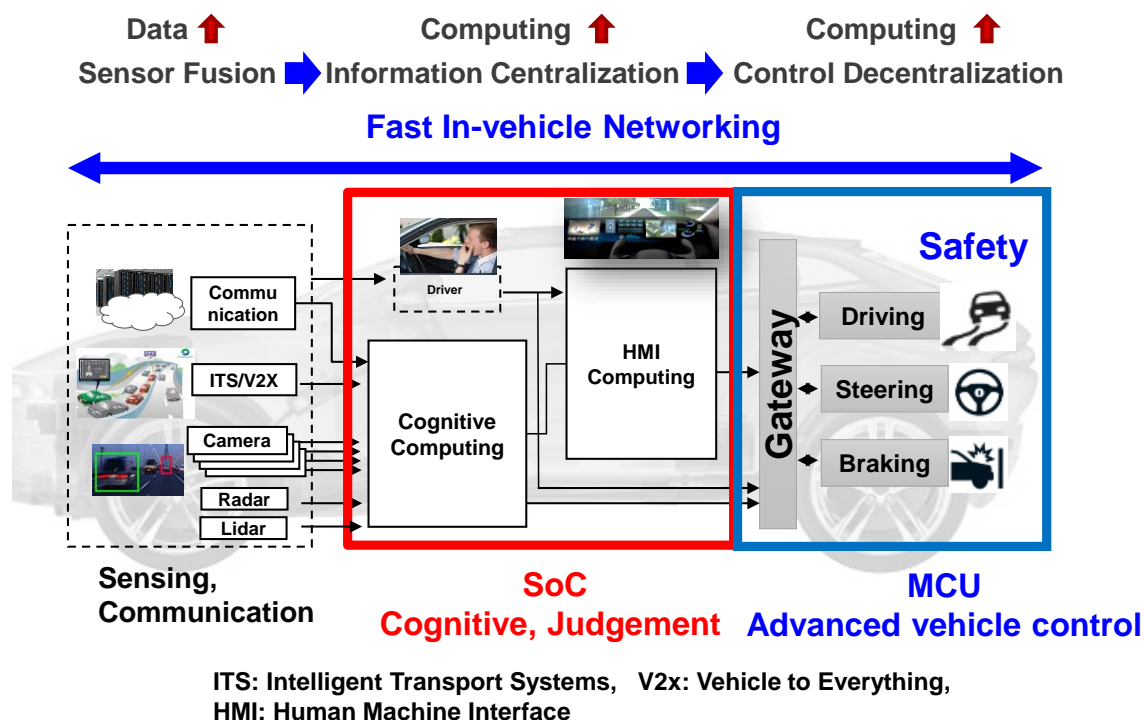 Data
Computing
Computing
Sensor Fusion
Information Centralization
Control Decentralization
Fast In-vehicle Networking
Safety
Commu
nication
Driver
HMI
Computing
Gateway
Driving
ITS/V2X
Steering
Cognitive
Computing
Camera
Braking
Radar
Lidar
Sensing,
Communication
SoC
Cognitive, Judgement
MCU
Advanced vehicle control
ITS: Intelligent Transport Systems, V2x: Vehicle to Everything,
HMI: Human Machine Interface